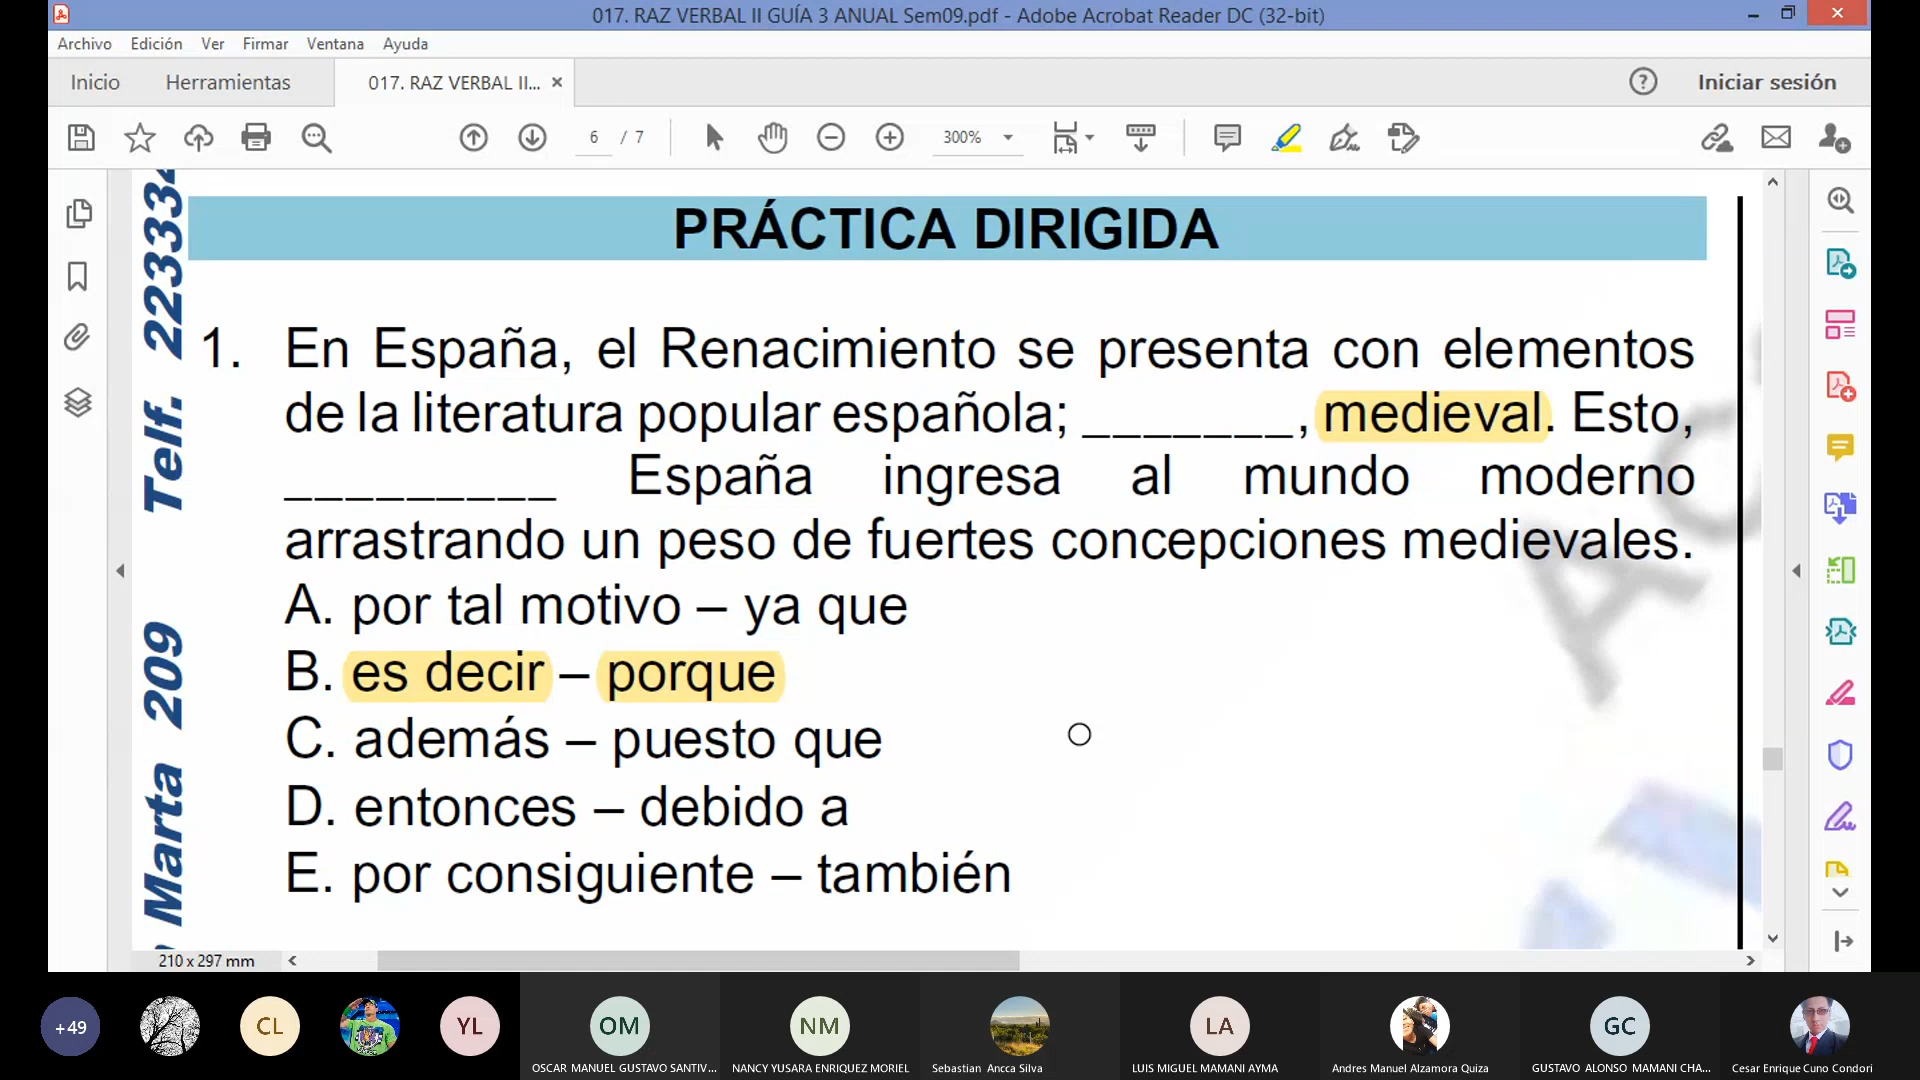 017. RAZ VERBAL II GUÍA 3 ANUAL Sem09.pdf - Adobe Acrobat Reader DC (32-bit)
Archivo Edición Ver Firmar Ventana Ayuda
Inicio Herramientas 017. RAZ VERBAL II... × Iniciar sesión
6 / 7 300%
PRÁCTICA DIRIGIDA
1. En España, el Renacimiento se presenta con elementos
de la literatura popular española; _______, medieval. Esto,
_________ España ingresa al mundo moderno
arrastrando un peso de fuertes concepciones medievales.
A. por tal motivo – ya que
B. es decir – porque
C. además – puesto que
D. entonces – debido a
E. por consiguiente – también
Marta 209 Telf. 22333
210 x 297 mm
+49 CL YL OM NM LA GC
OSCAR MANUEL GUSTAVO SANTIV... NANCY YUSARA ENRIQUEZ MORIEL Sebastian Ancca Silva LUIS MIGUEL MAMANI AYMA Andres Manuel Alzamora Quiza GUSTAVO ALONSO MAMANI CHA... Cesar Enrique Cuno Condori